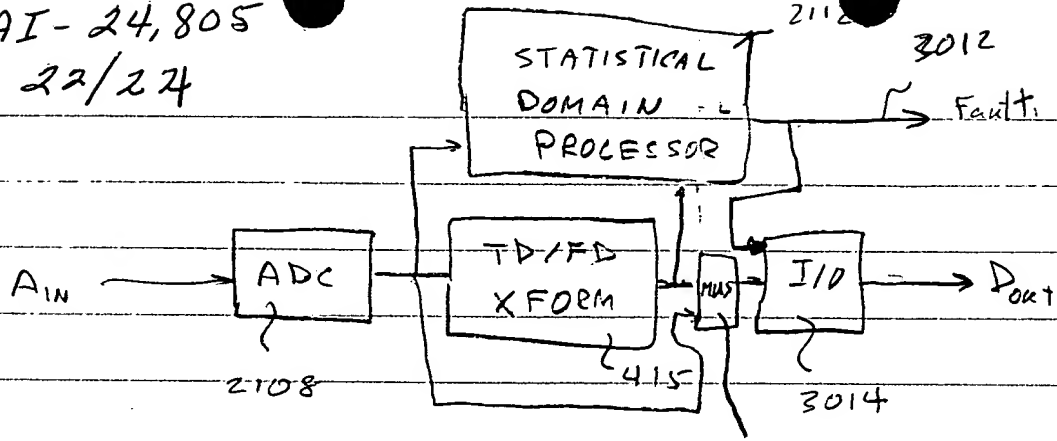 AI-24,805
22/24
2112
3012
STATISTICAL
DOMAIN
PROCESSOR
Fault
AIN
ADC
TD/FD
XFORM
MUX
I/O
Dout
2108
415
3014